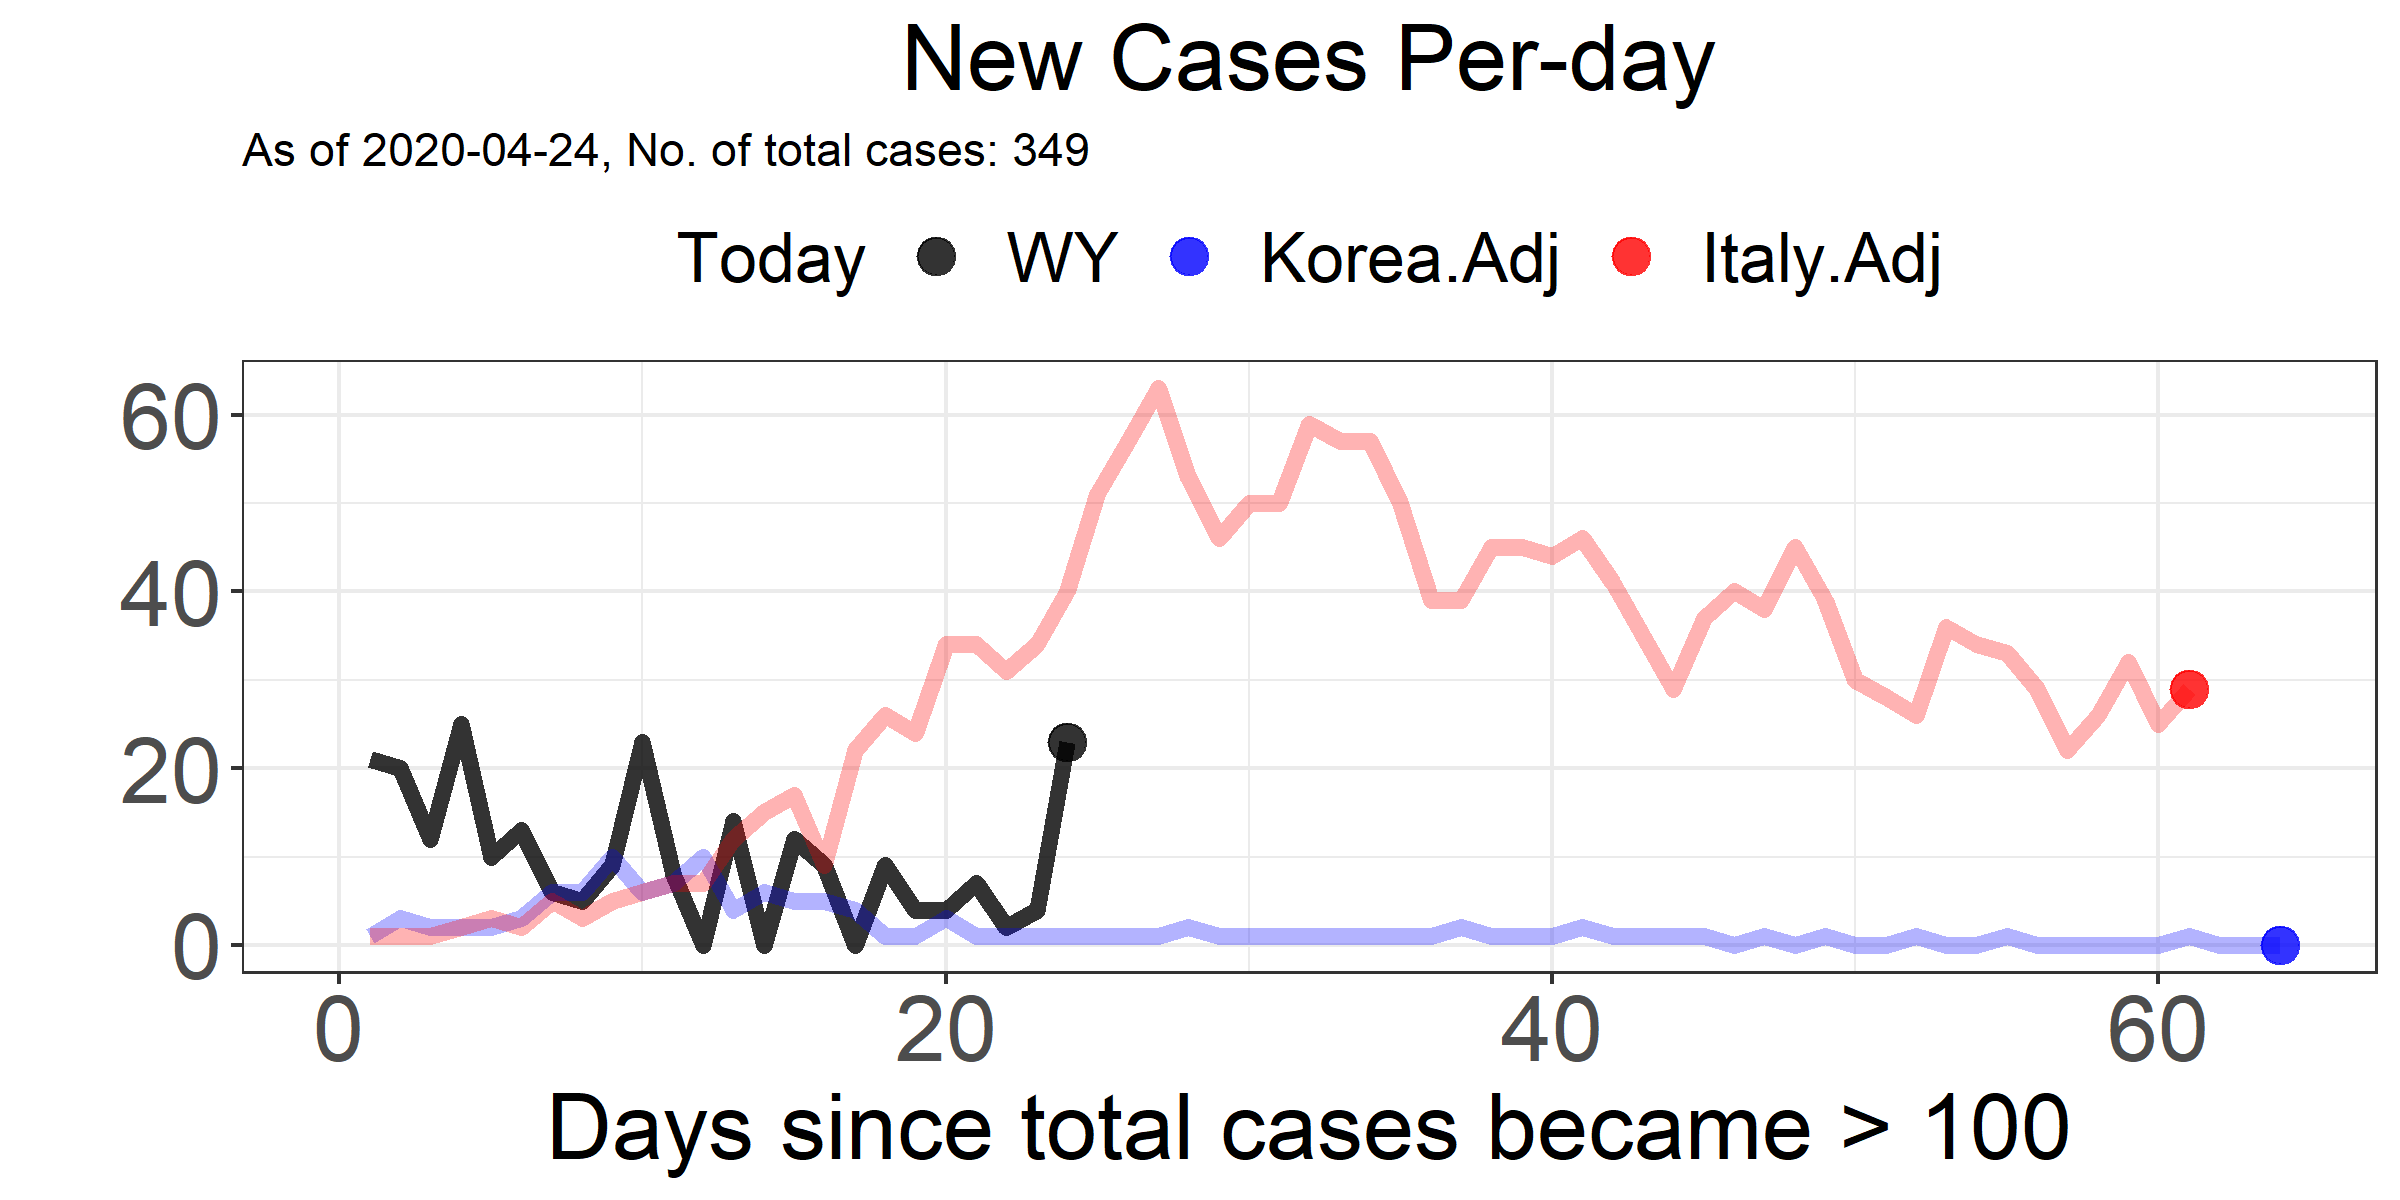 New Cases Per-day
As of 2020-04-24, No. of total cases: 349
Today WY Korea.Adj Italy.Adj
60
40
20
0
0 20 40 60
Days since total cases became > 100